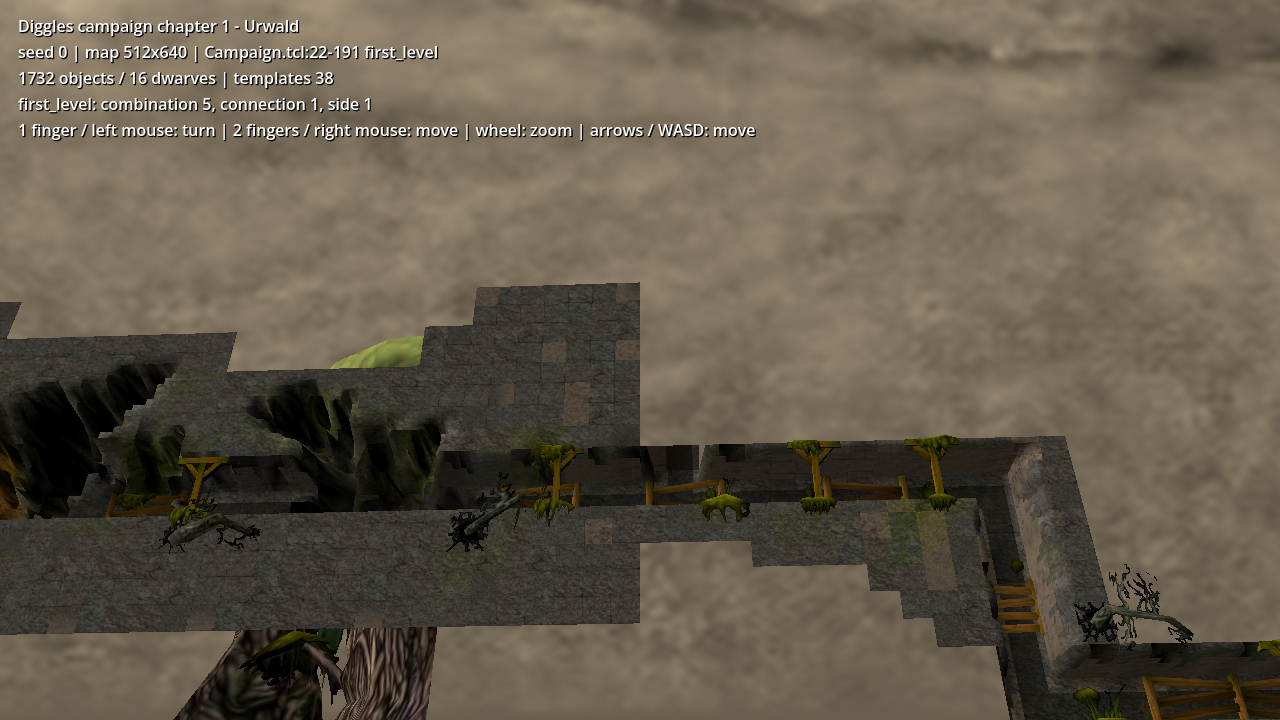 Diggles campaign chapter 1 - Urwald
seed 0 | map 512x640 | Campaign.tcl:22-191 first_level
1732 objects / 16 dwarves | templates 38
first_level: combination 5, connection 1, side 1
1 finger / left mouse: turn | 2 fingers / right mouse: move | wheel: zoom | arrows / WASD: move